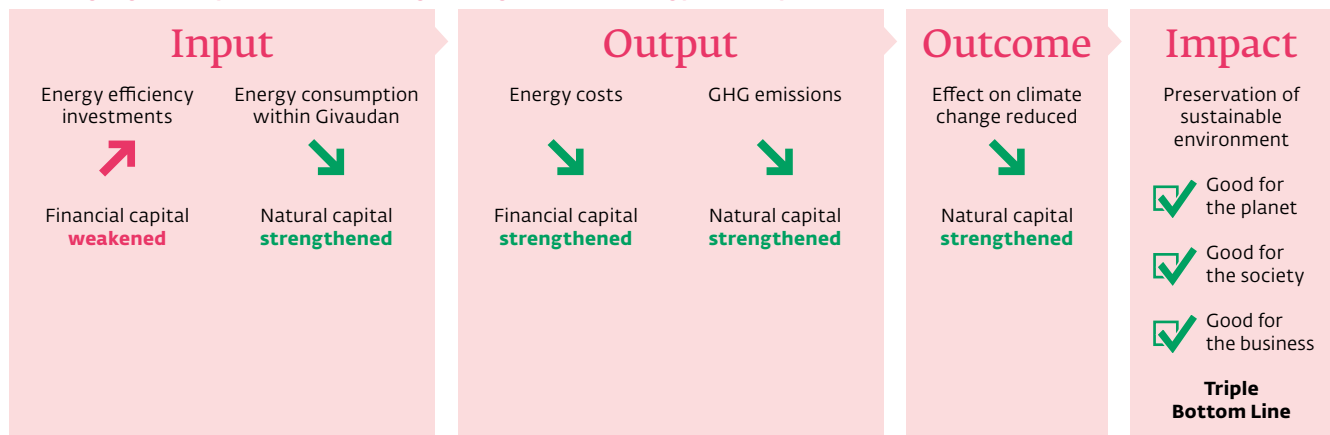 Input
Energy efficiency
investments
Financial capital
weakened
Energy consumption
within Givaudan
Natural capital
strengthened
Output
Energy costs
Financial capital
strengthened
GHG emissions
Natural capital
strengthened
Outcome
Effect on climate
change reduced
Natural capital
strengthened
Impact
Preservation of
sustainable
environment
Good for
the planet
Good for
the society
Good for
the business
Triple
Bottom Line